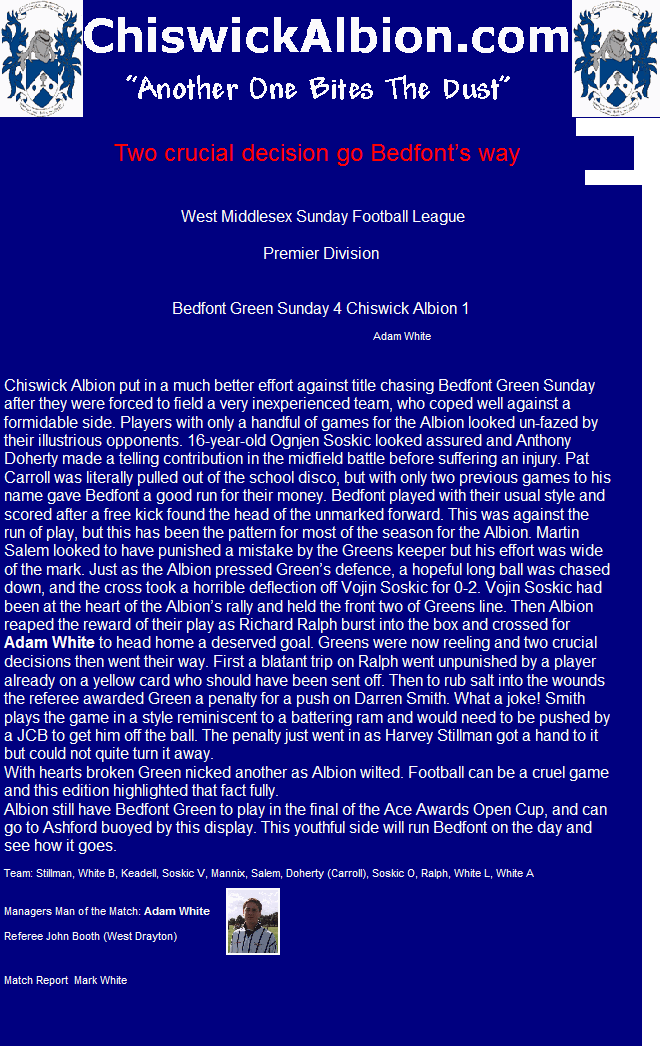 ChiswickAlbion.com
"Another One Bites The Dust"
Two crucial decision go Bedfont's way
West Middlesex Sunday Football League
Premier Division
Bedfont Green Sunday 4 Chiswick Albion 1
Adam White
Chiswick Albion put in a much better effort against title chasing Bedfont Green Sunday
after they were forced to field a very inexperienced team, who coped well against a
formidable side. Players with only a handful of games for the Albion looked un-fazed by
their illustrious opponents. 16-year-old Ognjen Soskic looked assured and Anthony
Doherty made a telling contribution in the midfield battle before suffering an injury. Pat
Carroll was literally pulled out of the school disco, but with only two previous games to his
name gave Bedfont a good run for their money. Bedfont played with their usual style and
scored after a free kick found the head of the unmarked forward. This was against the
run of play, but this has been the pattern for most of the season for the Albion. Martin
Salem looked to have punished a mistake by the Greens keeper but his effort was wide
of the mark. Just as the Albion pressed Green's defence, a hopeful long ball was chased
down, and the cross took a horrible deflection off Vojin Soskic for 0-2. Vojin Soskic had
been at the heart of the Albion's rally and held the front two of Greens line. Then Albion
reaped the reward of their play as Richard Ralph burst into the box and crossed for
Adam White to head home a deserved goal. Greens were now reeling and two crucial
decisions then went their way. First a blatant trip on Ralph went unpunished by a player
already on a yellow card who should have been sent off. Then to rub salt into the wounds
the referee awarded Green a penalty for a push on Darren Smith. What a joke! Smith
plays the game in a style reminiscent to a battering ram and would need to be pushed by
a JCB to get him off the ball. The penalty just went in as Harvey Stillman got a hand to it
but could not quite turn it away.
With hearts broken Green nicked another as Albion wilted. Football can be a cruel game
and this edition highlighted that fact fully.
Albion still have Bedfont Green to play in the final of the Ace Awards Open Cup, and can
go to Ashford buoyed by this display. This youthful side will run Bedfont on the day and
see how it goes.
Team: Stillman, White B, Keadell, Soskic V, Mannix, Salem, Doherty (Carroll), Soskic O, Ralph, White L, White A
Managers Man of the Match: Adam White
Referee John Booth (West Drayton)
Match Report  Mark White